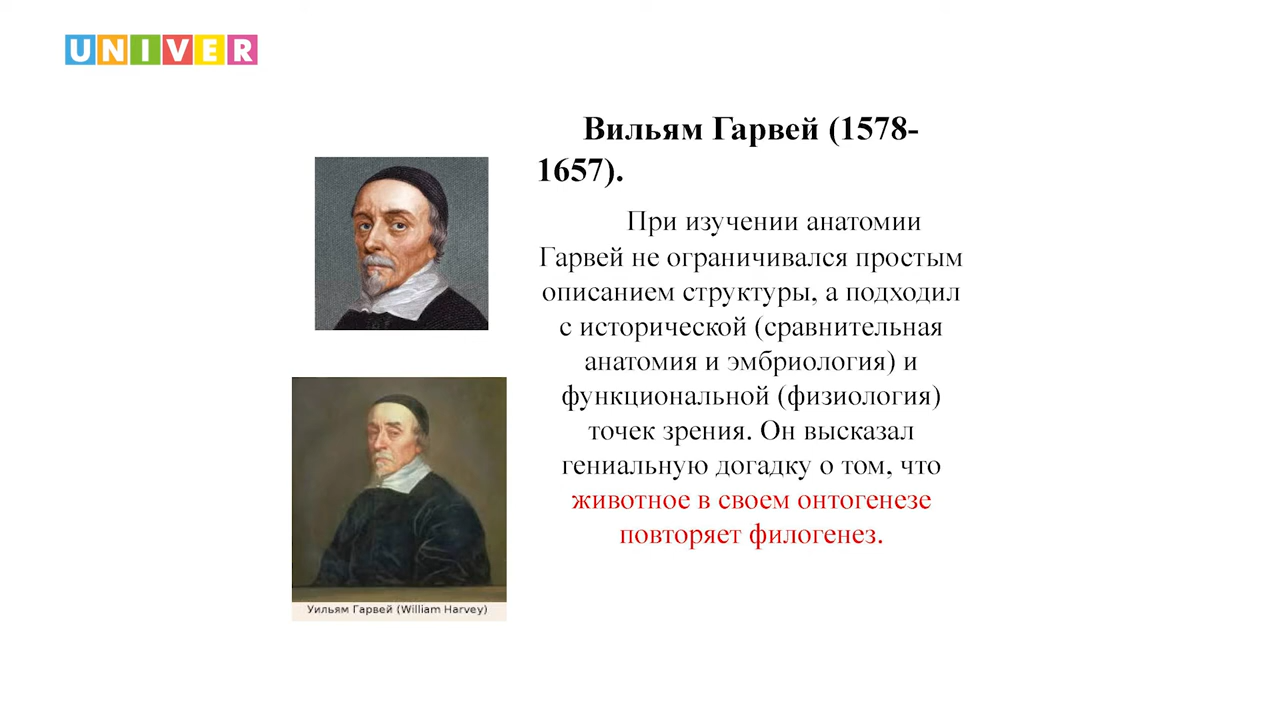 UNIVER
Вильям Гарвей (1578-
1657).
При изучении анатомии
Гарвей не ограничивался простым
описанием структуры, а подходил
с исторической (сравнительная
анатомия и эмбриология) и
функциональной (физиология)
точек зрения. Он высказал
гениальную догадку о том, что
животное в своем онтогенезе
повторяет филогенез.
Уильям Гарвей (William Harvey)